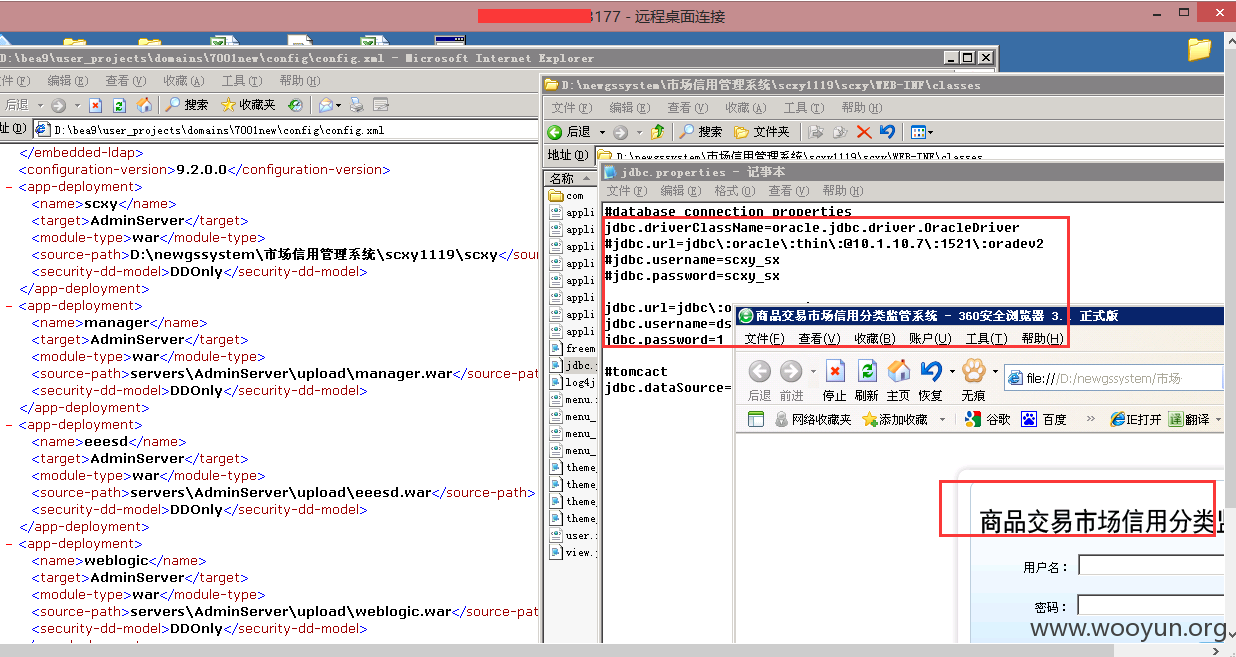 3177 - 远程桌面连接
D:\bea9\user_projects\domains\7001new\config\config.xml - Microsoft Internet Explorer
件(F) 编辑(E) 查看(V) 收藏(A) 工具(T) 帮助(H)
后退 搜索 收藏夹
址(D) D:\bea9\user_projects\domains\7001new\config\config.xml
</embedded-ldap>
<configuration-version>9.2.0.0</configuration-version>
- <app-deployment>
<name>scxy</name>
<target>AdminServer</target>
<module-type>war</module-type>
<source-path>D:\newgssystem\市场信用管理系统\scxy1119\scxy</sou
<security-dd-model>DDOnly</security-dd-model>
</app-deployment>
- <app-deployment>
<name>manager</name>
<target>AdminServer</target>
<module-type>war</module-type>
<source-path>servers\AdminServer\upload\manager.war</source-pat
<security-dd-model>DDOnly</security-dd-model>
</app-deployment>
- <app-deployment>
<name>eeesd</name>
<target>AdminServer</target>
<module-type>war</module-type>
<source-path>servers\AdminServer\upload\eeesd.war</source-path>
<security-dd-model>DDOnly</security-dd-model>
</app-deployment>
- <app-deployment>
<name>weblogic</name>
<target>AdminServer</target>
<module-type>war</module-type>
<source-path>servers\AdminServer\upload\weblogic.war</source-pat
<security-dd-model>DDOnly</security-dd-model>
D:\newgssystem\市场信用管理系统\scxy1119\scxy\WEB-INF\classes
文件(F) 编辑(E) 查看(V) 收藏(A) 工具(T) 帮助(H)
后退 搜索 文件夹
地址(D) D:\newgssystem\市场信用管理系统\scxy1119\scxy\WEB-INF\classes
名称
com
appli
appli
appli
appli
appli
appli
appli
appli
freem
jdbc.
log4j
menu.
menu_
menu_
menu_
theme
theme
theme
theme
user.
view.
jdbc.properties - 记事本
文件(F) 编辑(E) 格式(O) 查看(V) 帮助(H)
#database connection properties
jdbc.driverClassName=oracle.jdbc.driver.OracleDriver
#jdbc.url=jdbc\:oracle\:thin\:@10.1.10.7\:1521\:oradev2
#jdbc.username=scxy_sx
#jdbc.password=scxy_sx
jdbc.url=jdbc\:o
jdbc.username=ds
jdbc.password=1
#tomcact
jdbc.dataSource=
商品交易市场信用分类监管系统 - 360安全浏览器 3. 正式版
文件(F) 查看(V) 收藏(B) 账户(U) 工具(I) 帮助(H)
后退 前进 停止 刷新 主页 恢复 无痕
file://D:/newgssystem/市场
网络收藏夹 添加收藏 谷歌 百度 >> IE打开 翻译
商品交易市场信用分类监
用户名：
密码：
www.wooyun.org